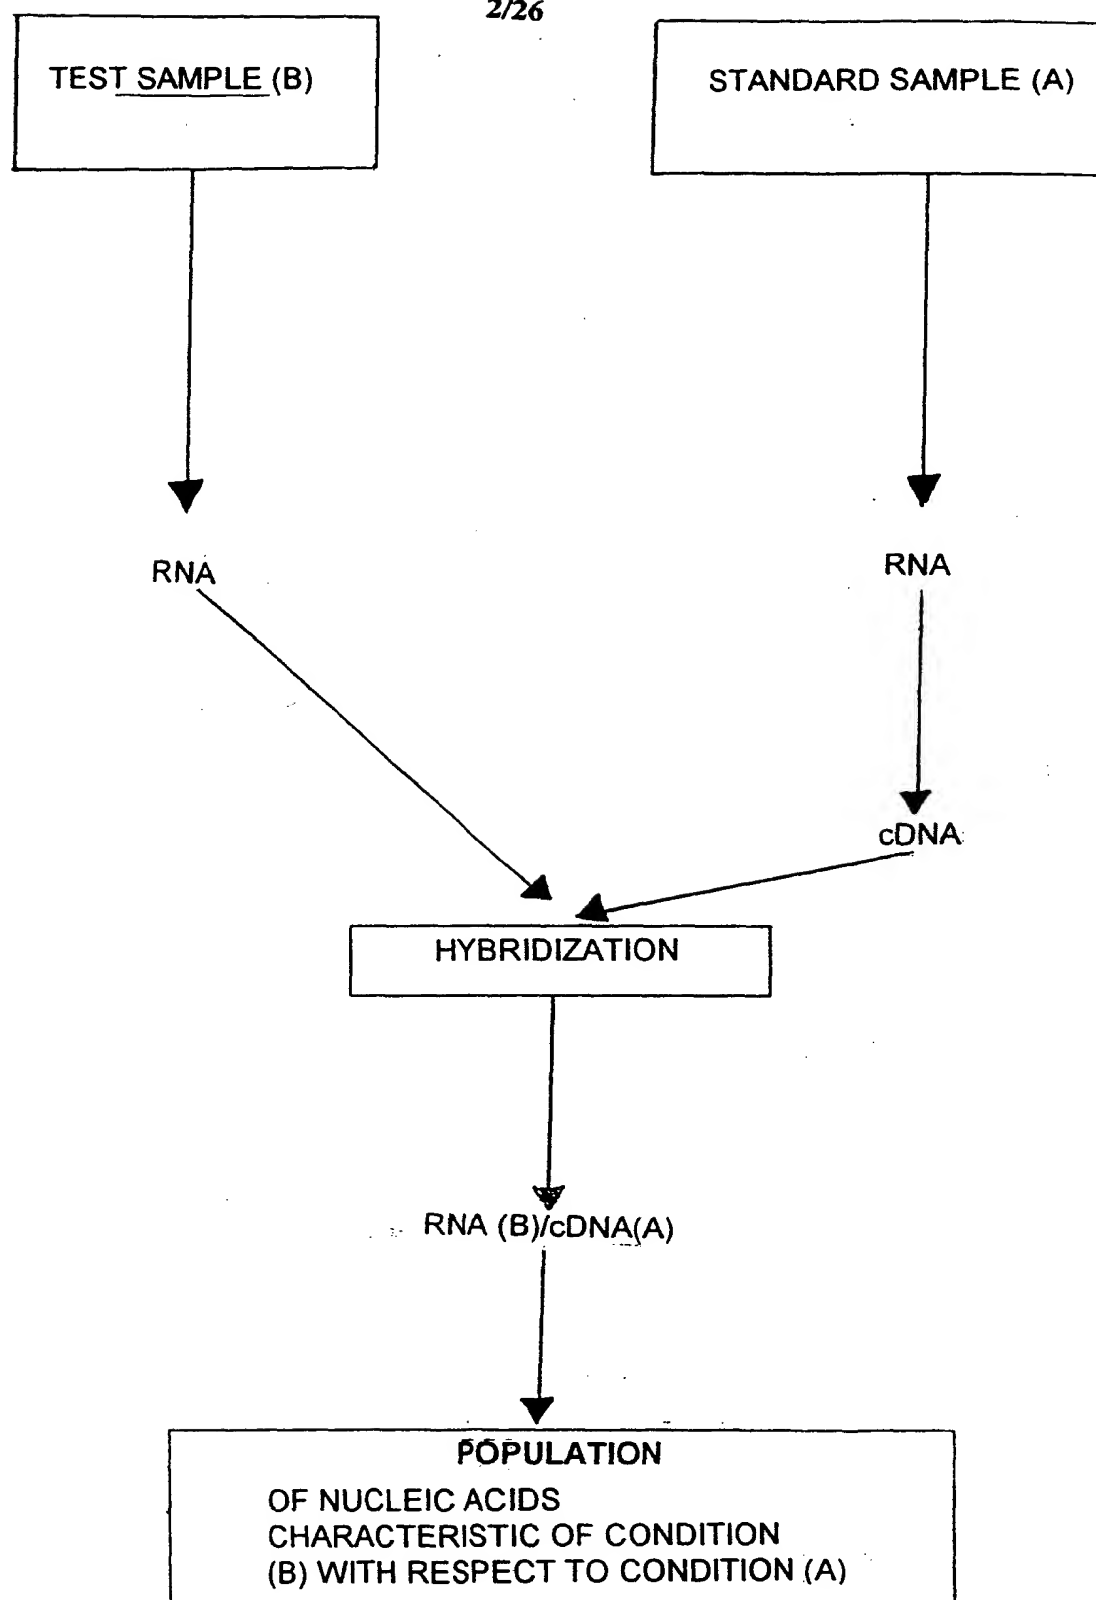 2/26
TEST SAMPLE (B)
STANDARD SAMPLE (A)
RNA
RNA
cDNA
HYBRIDIZATION
RNA (B)/cDNA(A)
POPULATION
OF NUCLEIC ACIDS
CHARACTERISTIC OF CONDITION
(B) WITH RESPECT TO CONDITION (A)